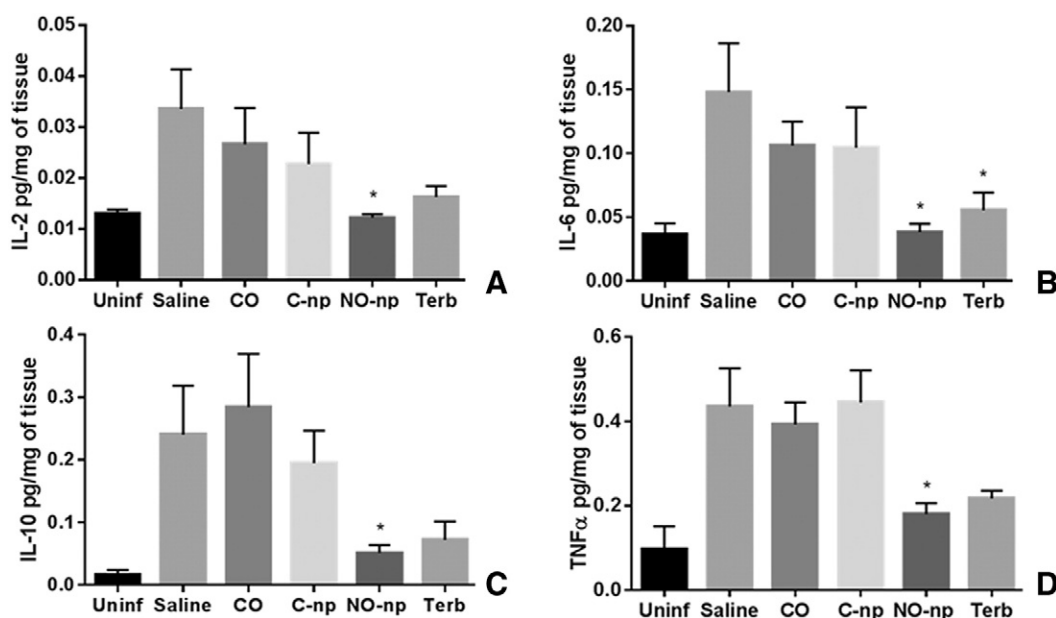 IL-2 pg/mg of tissue
0.05
0.04
0.03
0.02
0.01
0.00
*
Uninf Saline CO C-np NO-np Terb
A
IL-6 pg/mg of tissue
0.20
0.15
0.10
0.05
0.00
*
*
Uninf Saline CO C-np NO-np Terb
B
IL-10 pg/mg of tissue
0.4
0.3
0.2
0.1
0.0
*
Uninf Saline CO C-np NO-np Terb
C
TNFα pg/mg of tissue
0.6
0.4
0.2
0.0
*
Uninf Saline CO C-np NO-np Terb
D